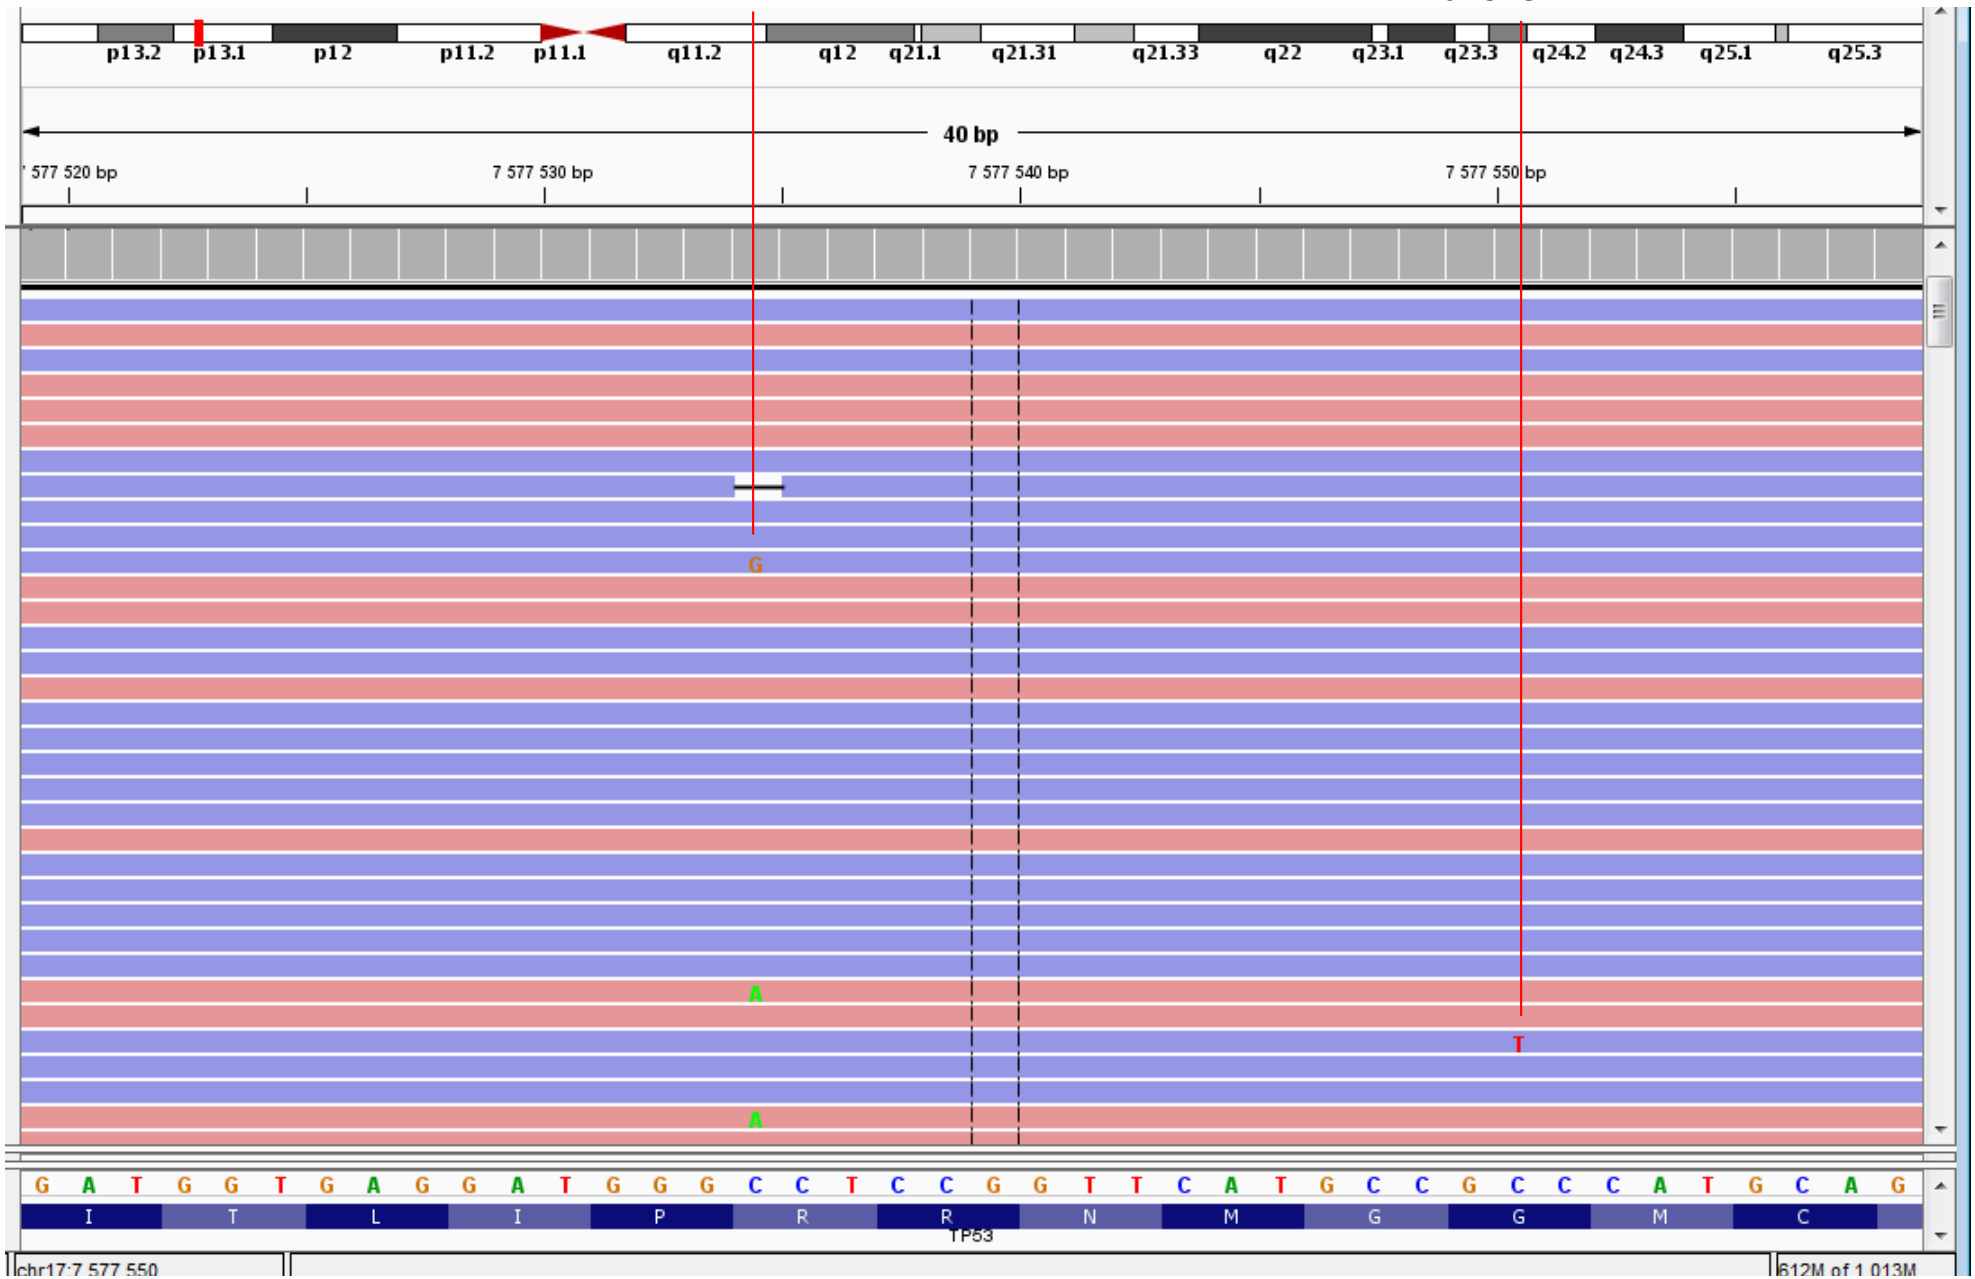 p13.2 p13.1 p12 p11.2 p11.1 q11.2 q12 q21.1 q21.31 q21.33 q22 q23.1 q23.3 q24.2 q24.3 q25.1 q25.3
40 bp
577 520 bp 7 577 530 bp 7 577 540 bp 7 577 550 bp
G
A
T
A
G A T G G T G A G G A T G G G C C T C C G G T T C A T G C C G C C C A T G C A G
I T L I P R R N M G G M C
TP53
chr17:7 577 550 612M of 1 013M